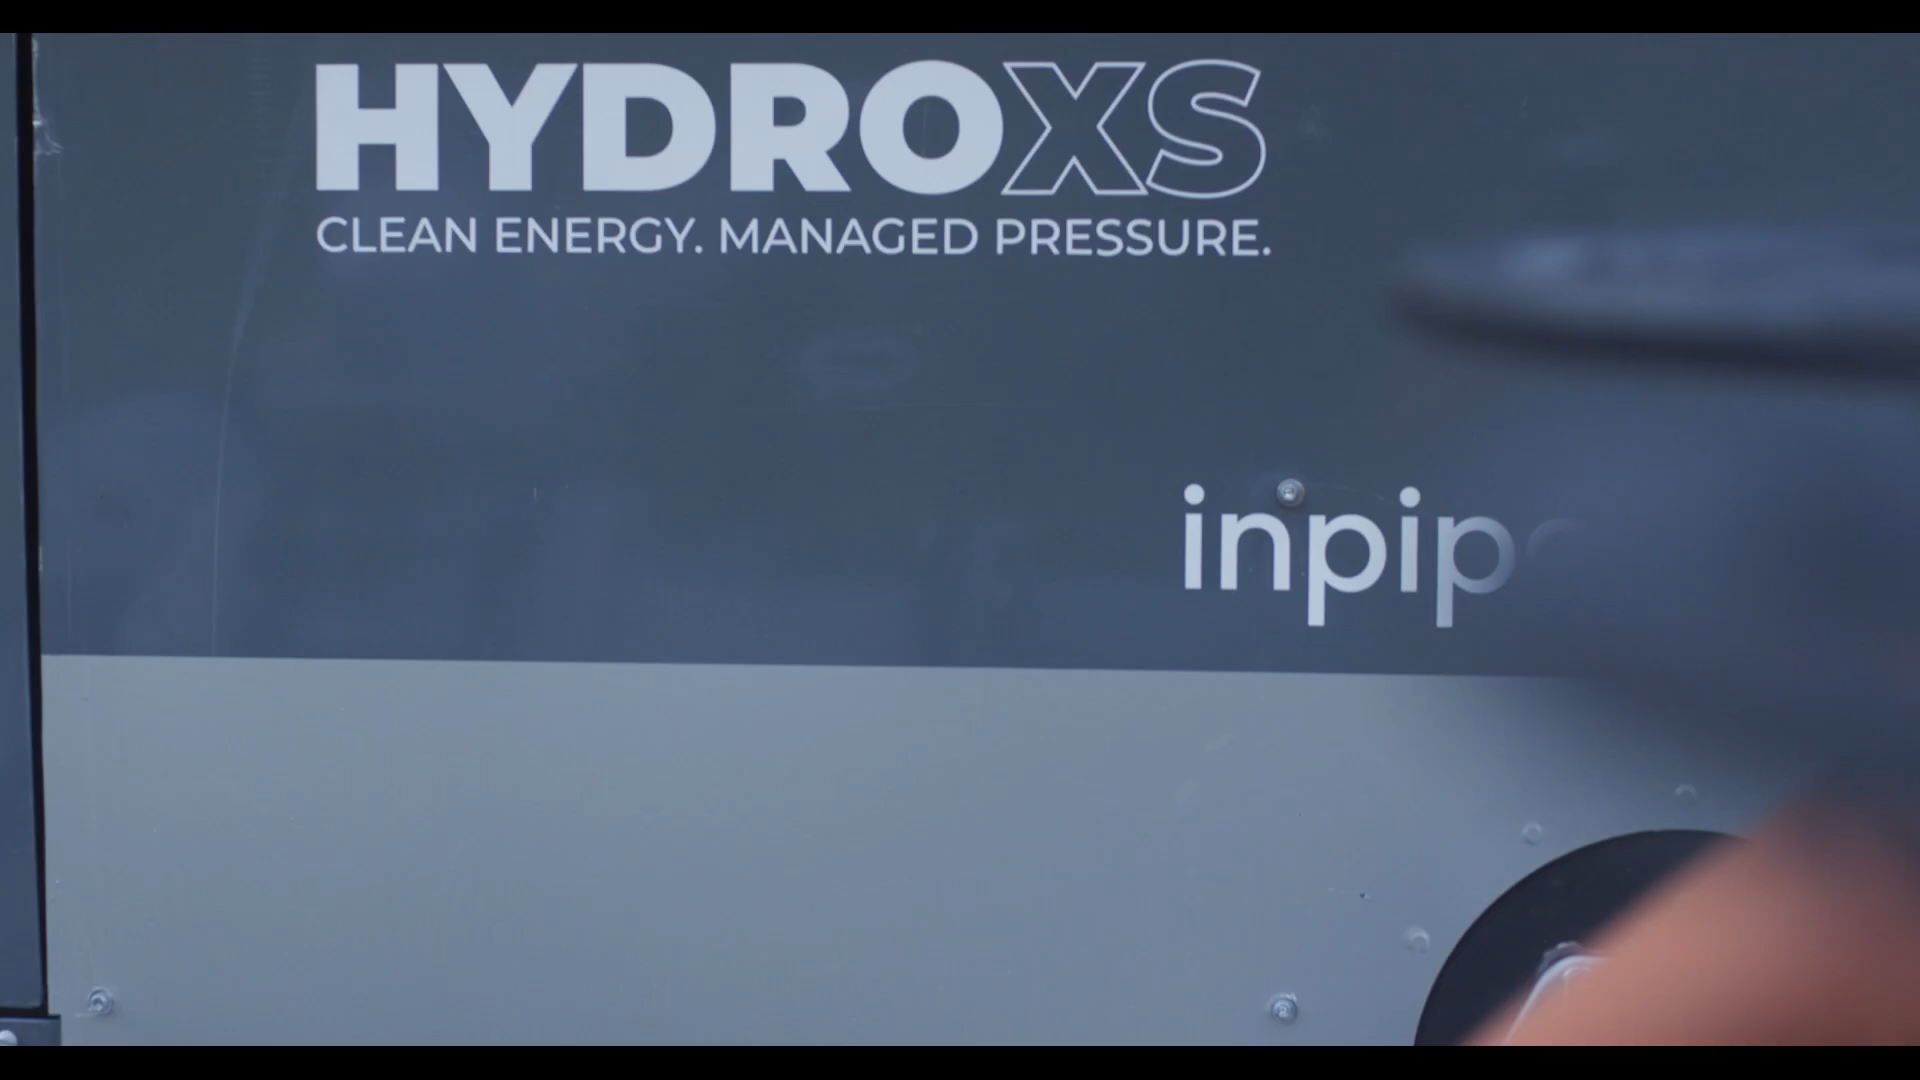 HYDROXS
CLEAN ENERGY. MANAGED PRESSURE.
inpip